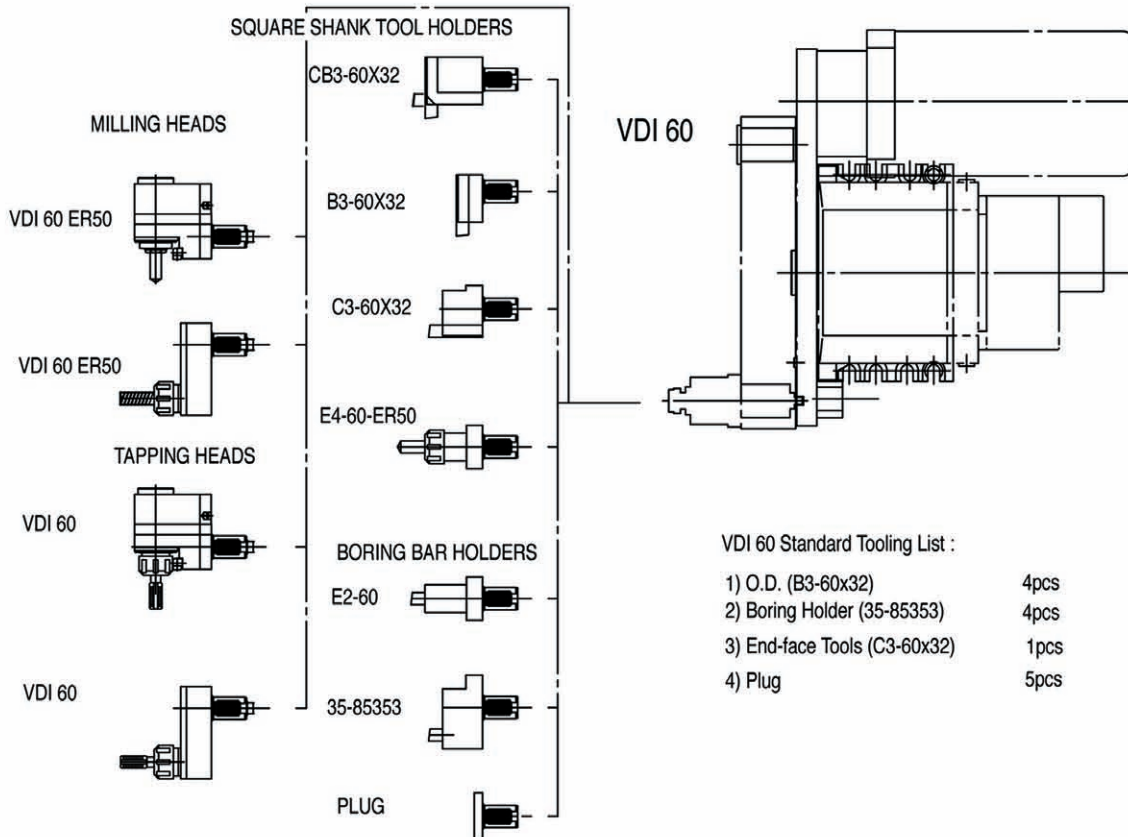 SQUARE SHANK TOOL HOLDERS
CB3-60X32
B3-60X32
C3-60X32
E4-60-ER50
BORING BAR HOLDERS
E2-60
35-85353
PLUG
MILLING HEADS
VDI 60 ER50
VDI 60 ER50
TAPPING HEADS
VDI 60
VDI 60
VDI 60
VDI 60 Standard Tooling List :
1) O.D. (B3-60x32) 4pcs
2) Boring Holder (35-85353) 4pcs
3) End-face Tools (C3-60x32) 1pcs
4) Plug 5pcs